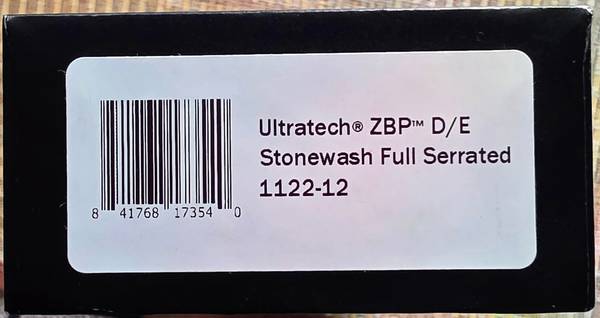 Ultratech® ZBP™ D/E
Stonewash Full Serrated
1122-12
8 41768 17354 0